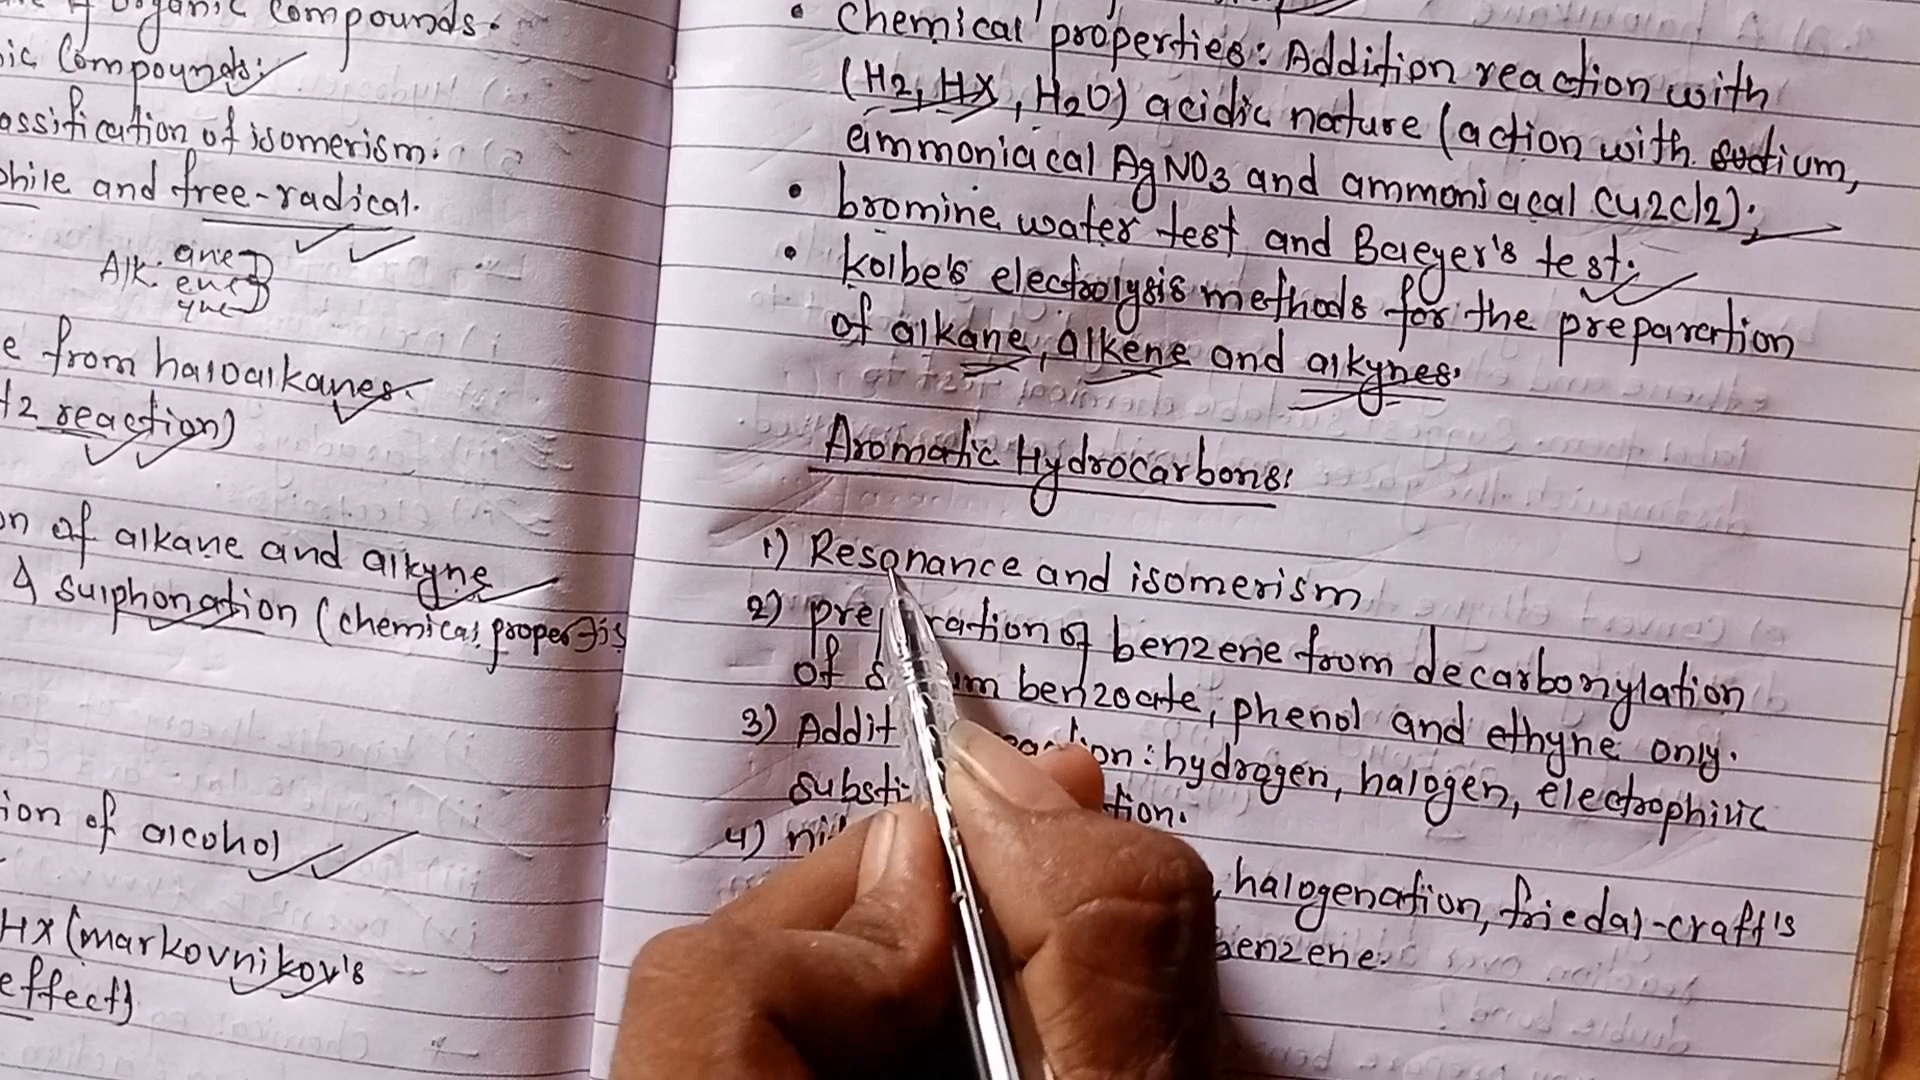 organic compounds.
ic compounds:
assification of isomerism.
phile and free-radical.
Alk. ane
ene
yne
e from haloalkanes.
tz reaction)
on of alkane and alkyne
& sulphonation (chemical propertis
ion of alcohol
HX (markovnikov's
effect)
• chemical properties: Addition reaction with
(H2, HX, H2O) acidic nature (action with sodium,
ammoniacal AgNO3 and ammoniacal Cu2Cl2);
• bromine water test and Baeyer's test;
• kolbe's electrolysis methods for the preparation
of alkane, alkene and alkynes.
Aromatic Hydrocarbons:
1) Resonance and isomerism
2) pre ration of benzene from decarbonylation
of s um benzoate, phenol and ethyne only.
3) Addit reaction: hydrogen, halogen, electrophilic
substi tion.
4) ni , halogenation, friedal-craft's
benzene.